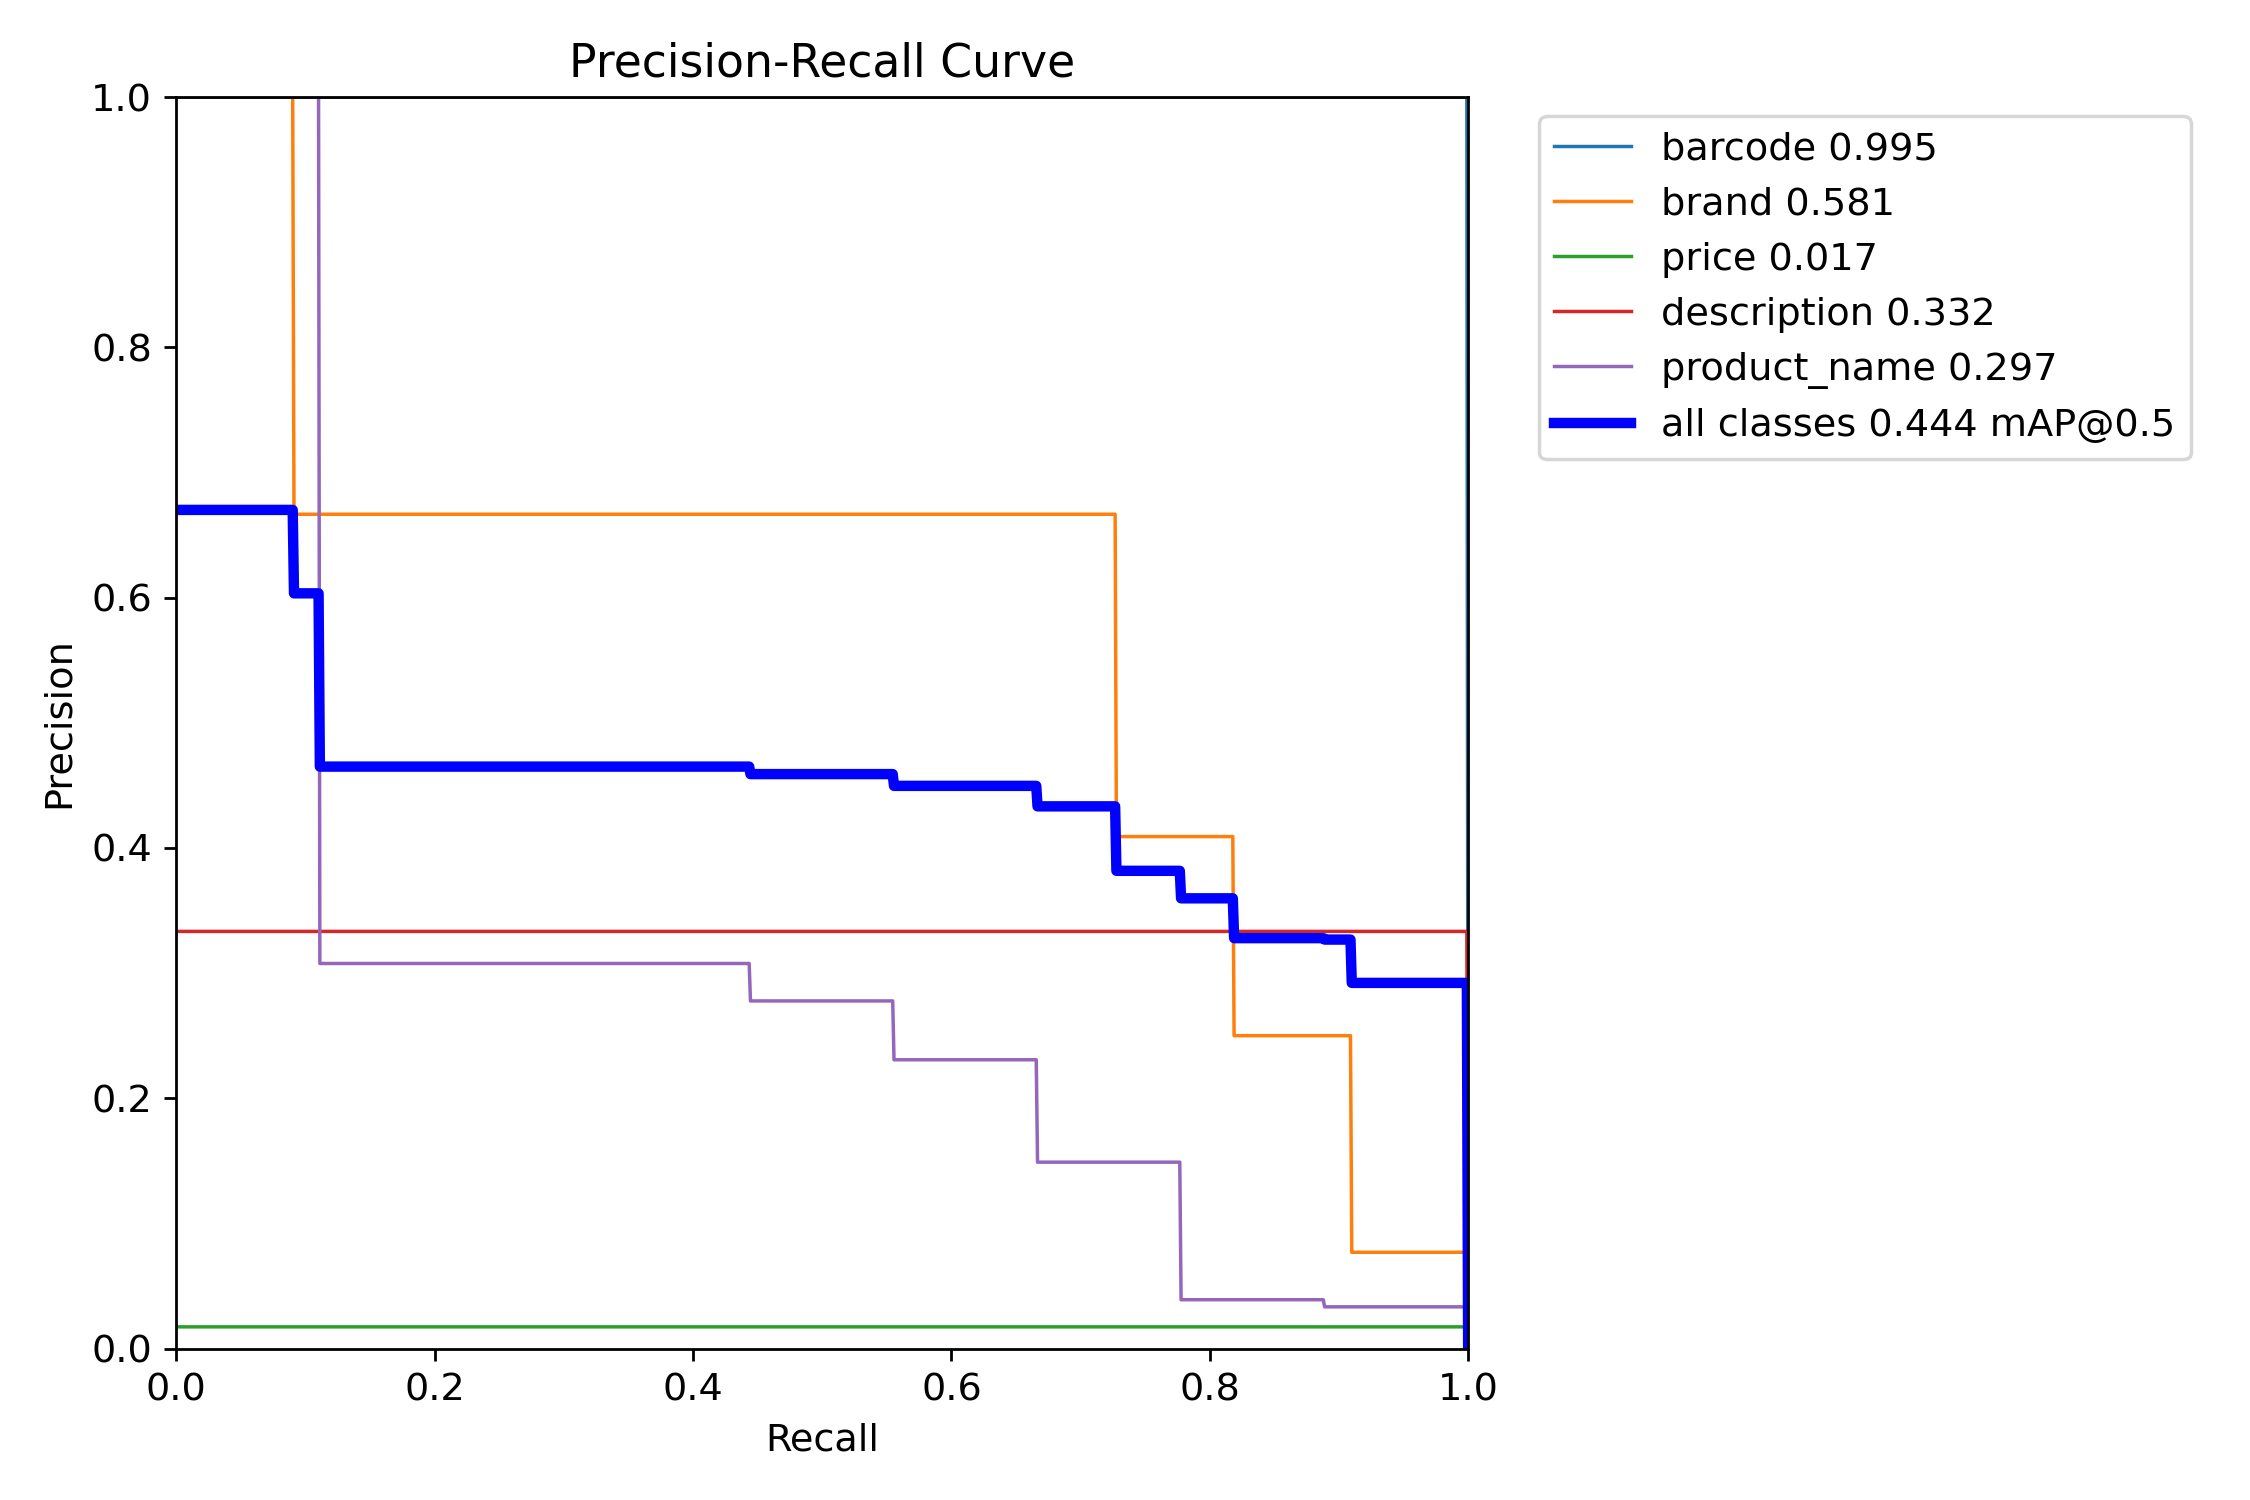 Precision-Recall Curve
1.0
0.8
0.6
0.4
0.2
0.0
Precision
0.0 0.2 0.4 0.6 0.8 1.0
Recall
barcode 0.995
brand 0.581
price 0.017
description 0.332
product_name 0.297
all classes 0.444 mAP@0.5